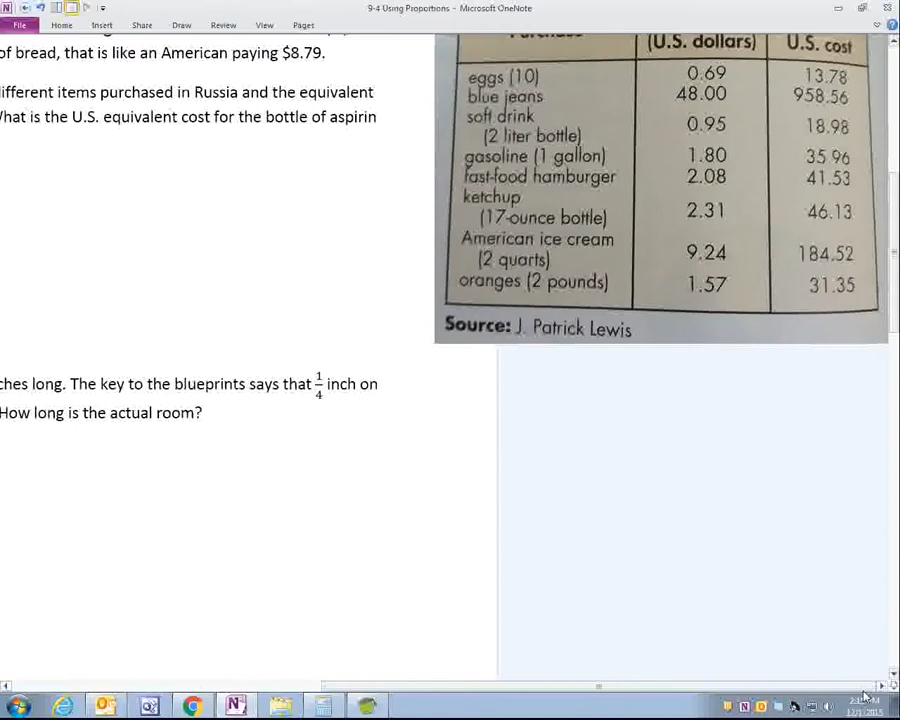 9-4 Using Proportions - Microsoft OneNote
File Home Insert Share Draw Review View Pages
of bread, that is like an American paying $8.79.
ifferent items purchased in Russia and the equivalent
What is the U.S. equivalent cost for the bottle of aspirin
(U.S. dollars) U.S. cost
eggs (10) 0.69 13.78
blue jeans 48.00 958.56
soft drink
(2 liter bottle) 0.95 18.98
gasoline (1 gallon) 1.80 35.96
fast-food hamburger 2.08 41.53
ketchup
(17-ounce bottle) 2.31 46.13
American ice cream
(2 quarts) 9.24 184.52
oranges (2 pounds) 1.57 31.35
Source: J. Patrick Lewis
ches long. The key to the blueprints says that 1/4 inch on
How long is the actual room?